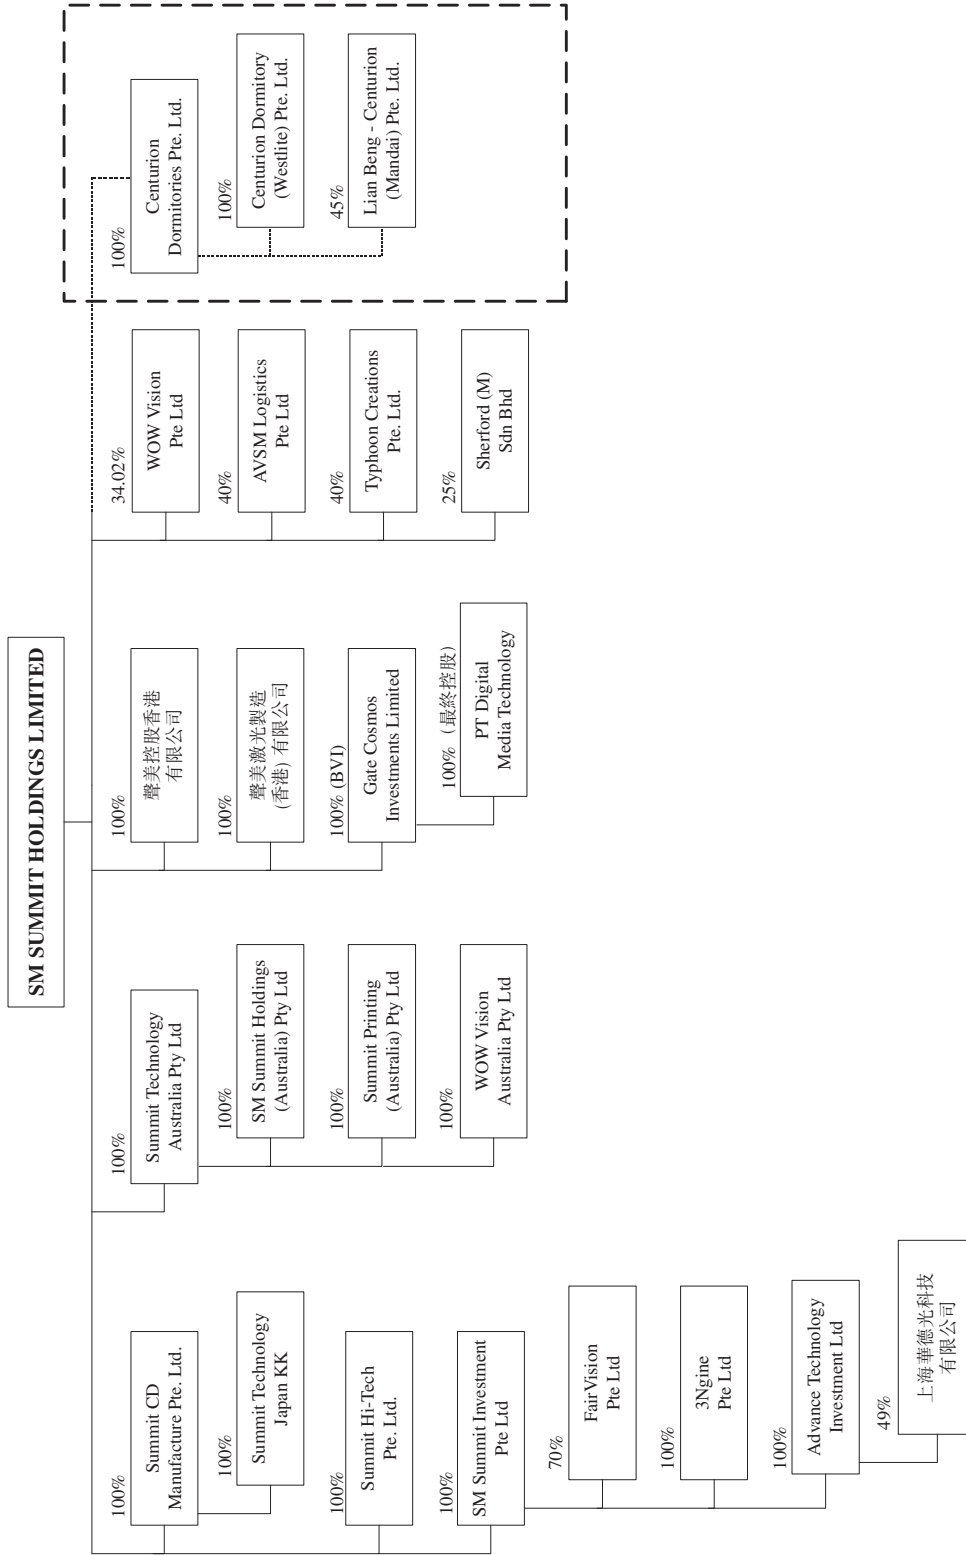 SM SUMMIT HOLDINGS LIMITED
100%
Summit CD
Manufacture Pte. Ltd.
100%
Summit Technology
Japan KK
100%
Summit Hi-Tech
Pte. Ltd.
100%
SM Summit Investment
Pte Ltd
70%
FairVision
Pte Ltd
100%
3Ngine
Pte Ltd
100%
Advance Technology
Investment Ltd
49%
上海華德光科技
有限公司
100%
Summit Technology
Australia Pty Ltd
100%
SM Summit Holdings
(Australia) Pty Ltd
100%
Summit Printing
(Australia) Pty Ltd
100%
WOW Vision
Australia Pty Ltd
100%
聲美控股香港
有限公司
100%
聲美激光製造
(香港) 有限公司
100% (BVI)
Gate Cosmos
Investments Limited
100% (最終控股)
PT Digital
Media Technology
34.02%
WOW Vision
Pte Ltd
40%
AVSM Logistics
Pte Ltd
40%
Typhoon Creations
Pte. Ltd.
25%
Sherford (M)
Sdn Bhd
100%
Centurion
Dormitories Pte. Ltd.
100%
Centurion Dormitory
(Westlite) Pte. Ltd.
45%
Lian Beng - Centurion
(Mandai) Pte. Ltd.